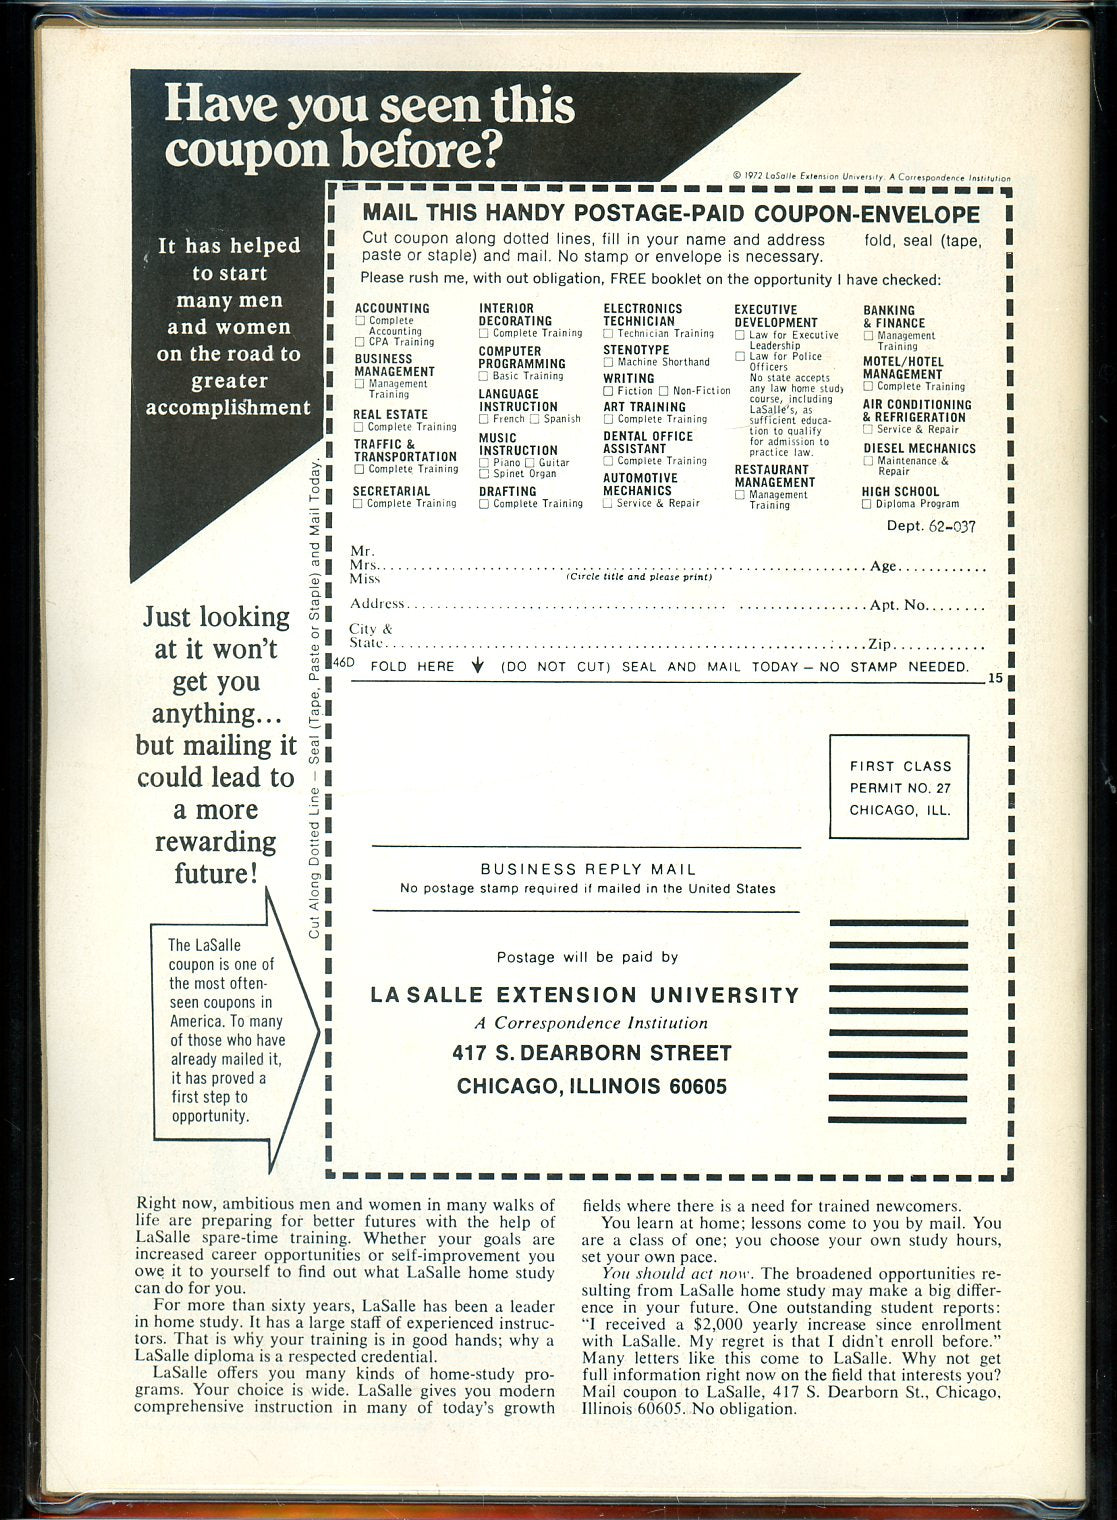 Have you seen this
coupon before?
© 1972 LaSalle Extension University. A Correspondence Institution
It has helped
to start
many men
and women
on the road to
greater
accomplishment
MAIL THIS HANDY POSTAGE-PAID COUPON-ENVELOPE
Cut coupon along dotted lines, fill in your name and address fold, seal (tape,
paste or staple) and mail. No stamp or envelope is necessary.
Please rush me, with out obligation, FREE booklet on the opportunity I have checked:
ACCOUNTING
☐ Complete
Accounting
☐ CPA Training
BUSINESS
MANAGEMENT
☐ Management
Training
REAL ESTATE
☐ Complete Training
TRAFFIC &
TRANSPORTATION
☐ Complete Training
SECRETARIAL
☐ Complete Training
INTERIOR
DECORATING
☐ Complete Training
COMPUTER
PROGRAMMING
☐ Basic Training
LANGUAGE
INSTRUCTION
☐ French ☐ Spanish
MUSIC
INSTRUCTION
☐ Piano ☐ Guitar
☐ Spinet Organ
DRAFTING
☐ Complete Training
ELECTRONICS
TECHNICIAN
☐ Technician Training
STENOTYPE
☐ Machine Shorthand
WRITING
☐ Fiction ☐ Non-Fiction
ART TRAINING
☐ Complete Training
DENTAL OFFICE
ASSISTANT
☐ Complete Training
AUTOMOTIVE
MECHANICS
☐ Service & Repair
EXECUTIVE
DEVELOPMENT
☐ Law for Executive
Leadership
☐ Law for Police
Officers
No state accepts
any law home study
course, including
LaSalle's, as
sufficient educa-
tion to qualify
for admission to
practice law.
RESTAURANT
MANAGEMENT
☐ Management
Training
BANKING
& FINANCE
☐ Management
Training
MOTEL/HOTEL
MANAGEMENT
☐ Complete Training
AIR CONDITIONING
& REFRIGERATION
☐ Service & Repair
DIESEL MECHANICS
☐ Maintenance &
Repair
HIGH SCHOOL
☐ Diploma Program
Dept. 62-037
Mr.
Mrs. Age
Miss (Circle title and please print)
Address Apt. No.
City &
State Zip
46D FOLD HERE ↓ (DO NOT CUT) SEAL AND MAIL TODAY — NO STAMP NEEDED.
15
Cut Along Dotted Line — Seal (Tape, Paste or Staple) and Mail Today.
Just looking
at it won't
get you
anything...
but mailing it
could lead to
a more
rewarding
future!
The LaSalle
coupon is one of
the most often-
seen coupons in
America. To many
of those who have
already mailed it,
it has proved a
first step to
opportunity.
FIRST CLASS
PERMIT NO. 27
CHICAGO, ILL.
BUSINESS REPLY MAIL
No postage stamp required if mailed in the United States
Postage will be paid by
LA SALLE EXTENSION UNIVERSITY
A Correspondence Institution
417 S. DEARBORN STREET
CHICAGO, ILLINOIS 60605
Right now, ambitious men and women in many walks of
life are preparing for better futures with the help of
LaSalle spare-time training. Whether your goals are
increased career opportunities or self-improvement you
owe it to yourself to find out what LaSalle home study
can do for you.
For more than sixty years, LaSalle has been a leader
in home study. It has a large staff of experienced instruc-
tors. That is why your training is in good hands; why a
LaSalle diploma is a respected credential.
LaSalle offers you many kinds of home-study pro-
grams. Your choice is wide. LaSalle gives you modern
comprehensive instruction in many of today's growth
fields where there is a need for trained newcomers.
You learn at home; lessons come to you by mail. You
are a class of one; you choose your own study hours,
set your own pace.
You should act now. The broadened opportunities re-
sulting from LaSalle home study may make a big differ-
ence in your future. One outstanding student reports:
"I received a $2,000 yearly increase since enrollment
with LaSalle. My regret is that I didn't enroll before."
Many letters like this come to LaSalle. Why not get
full information right now on the field that interests you?
Mail coupon to LaSalle, 417 S. Dearborn St., Chicago,
Illinois 60605. No obligation.